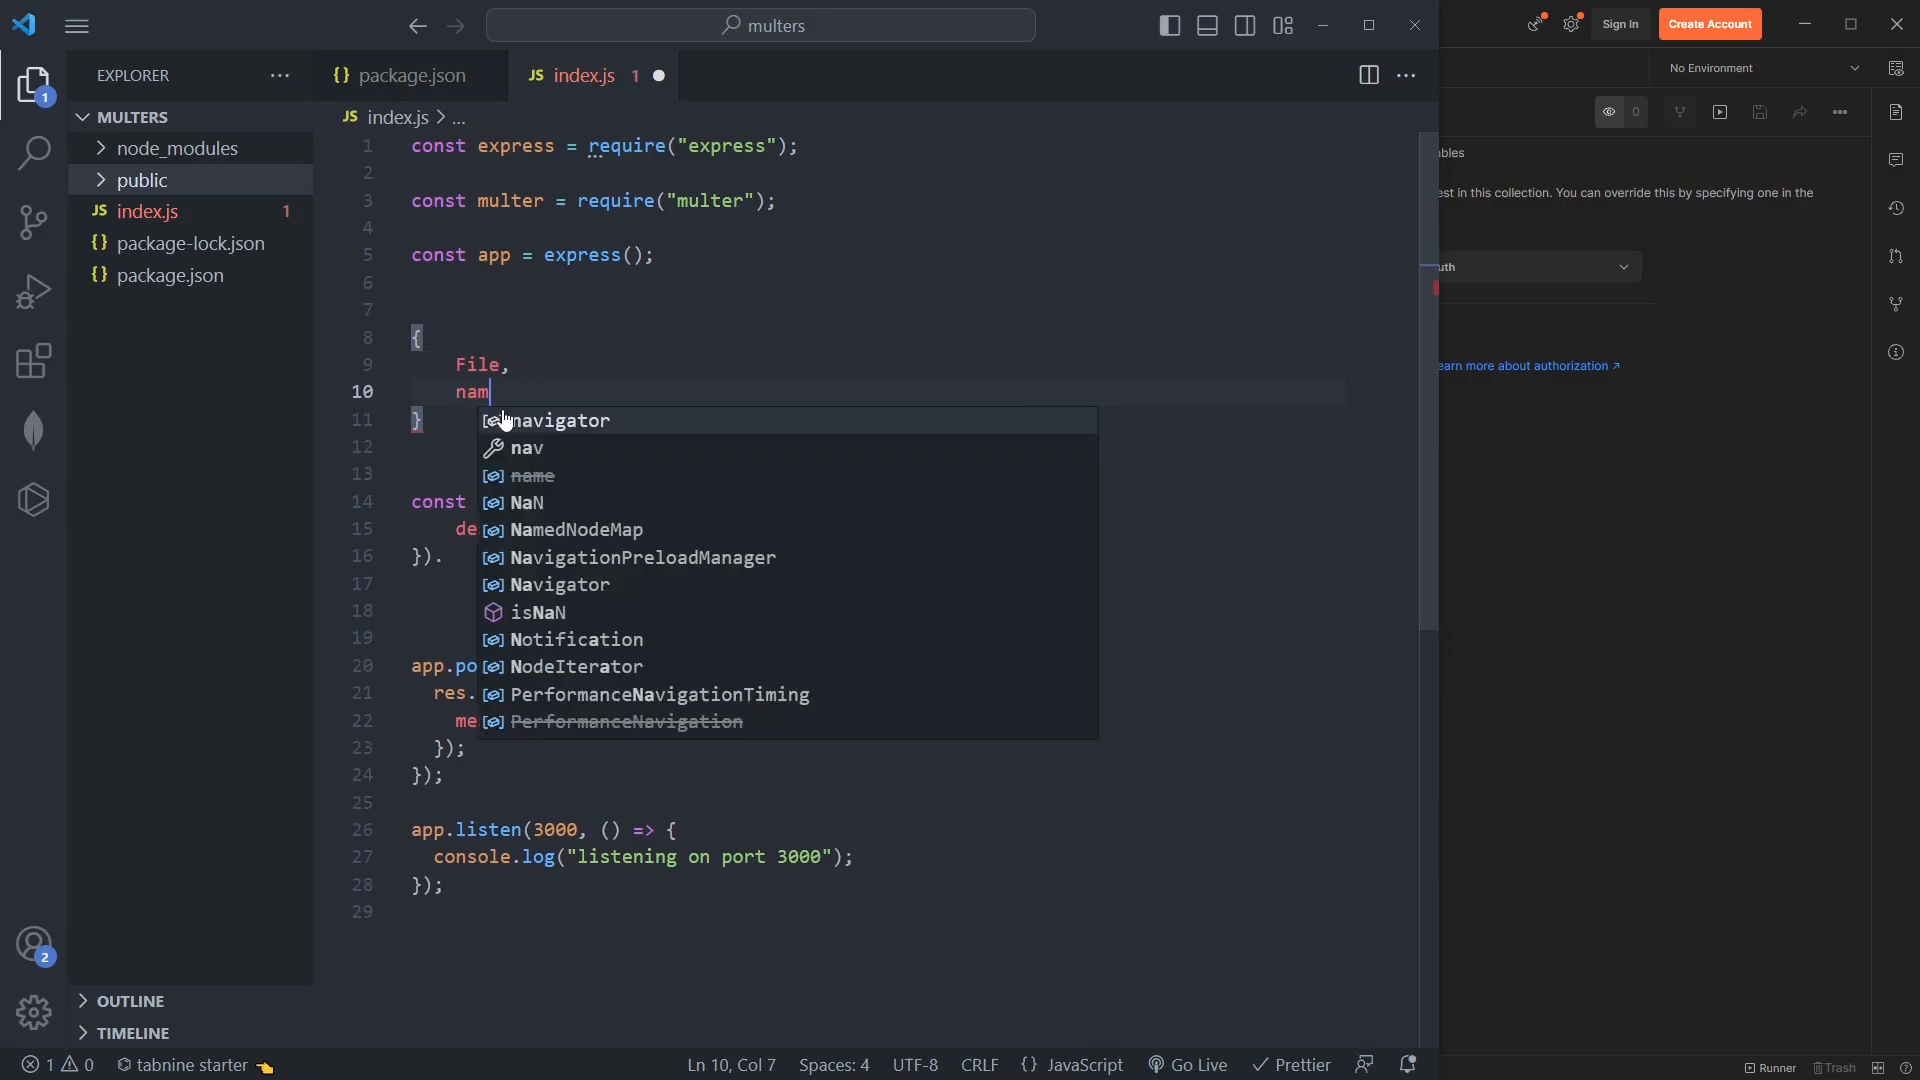 multers
Sign In
Create Account
EXPLORER
{} package.json
JS index.js 1
No Environment
MULTERS
node_modules
public
JS index.js 1
{} package-lock.json
{} package.json
JS index.js > ...
1 const express = require("express");
2
3 const multer = require("multer");
4
5 const app = express();
6
7
8 {
9 File,
10 nam
11 }
12
13
14 const
15 de
16 }).
17
18
19
20 app.po
21 res.
22 me
23 });
24 });
25
26 app.listen(3000, () => {
27 console.log("listening on port 3000");
28 });
29
navigator
nav
name
NaN
NamedNodeMap
NavigationPreloadManager
Navigator
isNaN
Notification
NodeIterator
PerformanceNavigationTiming
PerformanceNavigation
0
bles
est in this collection. You can override this by specifying one in the
uth
earn more about authorization ↗
1
2
OUTLINE
TIMELINE
1 0 tabnine starter 👈
Ln 10, Col 7 Spaces: 4 UTF-8 CRLF {} JavaScript Go Live Prettier
Runner Trash